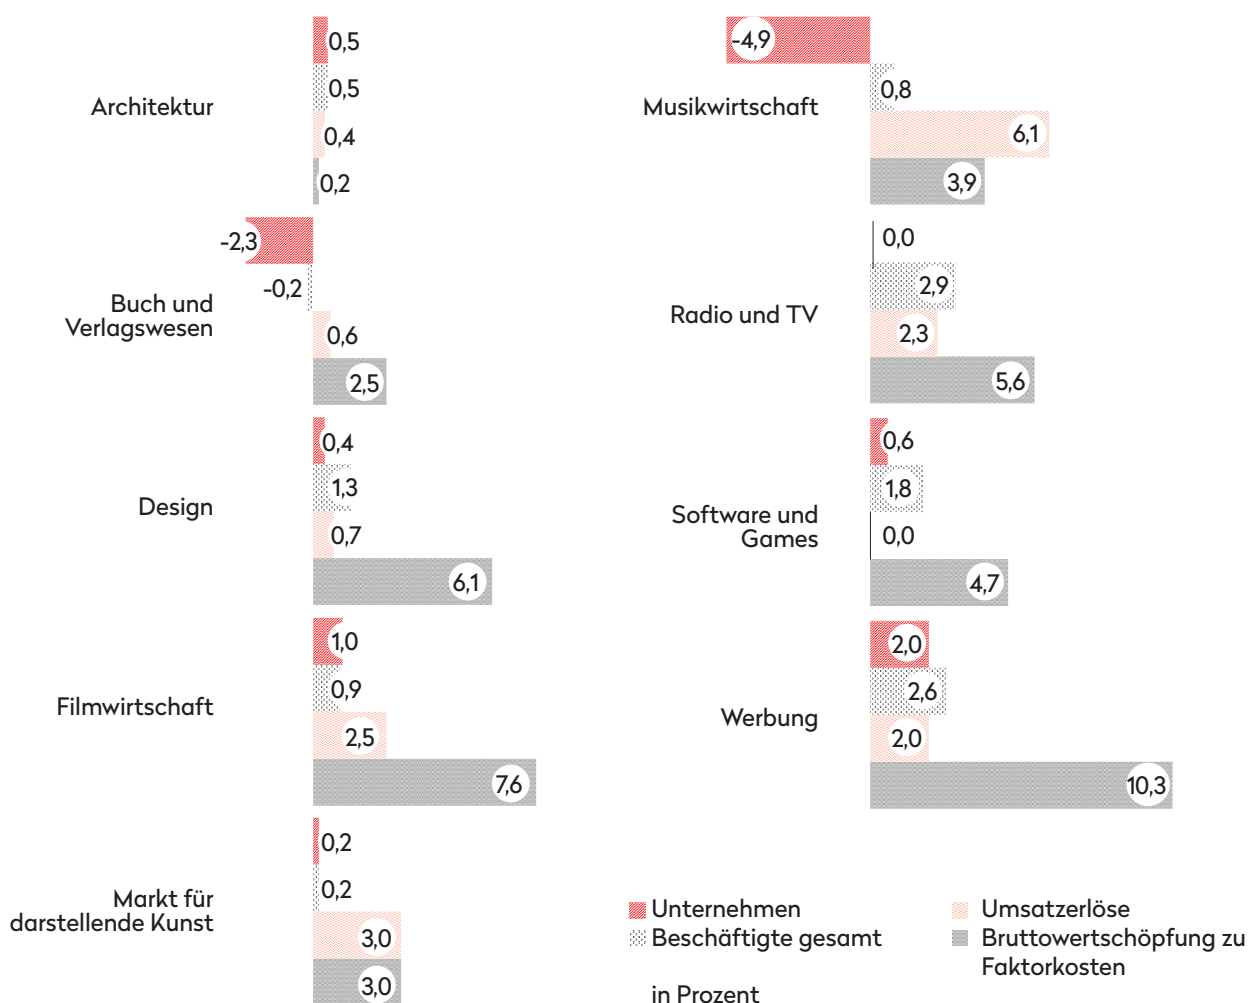 Architektur
0,5
0,5
0,4
0,2
Buch und
Verlagswesen
-2,3
-0,2
0,6
2,5
Design
0,4
1,3
0,7
6,1
Filmwirtschaft
1,0
0,9
2,5
7,6
Markt für
darstellende Kunst
0,2
0,2
3,0
3,0
Musikwirtschaft
-4,9
0,8
6,1
3,9
Radio und TV
0,0
2,9
2,3
5,6
Software und
Games
0,6
1,8
0,0
4,7
Werbung
2,0
2,6
2,0
10,3
Unternehmen
Beschäftigte gesamt
Umsatzerlöse
Bruttowertschöpfung zu
Faktorkosten
in Prozent